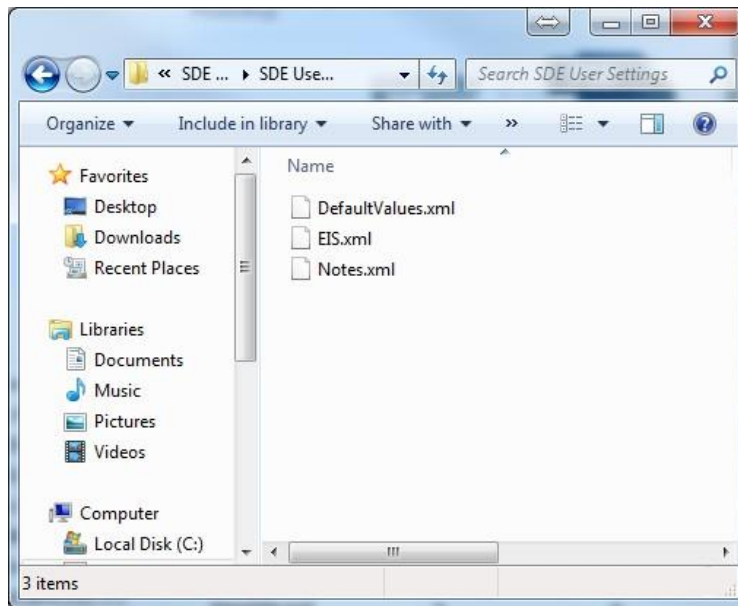 « SDE ... ▸ SDE Use...
Search SDE User Settings
Organize Include in library Share with »
Favorites
Desktop
Downloads
Recent Places
Libraries
Documents
Music
Pictures
Videos
Computer
Local Disk (C:)
Name
DefaultValues.xml
EIS.xml
Notes.xml
3 items